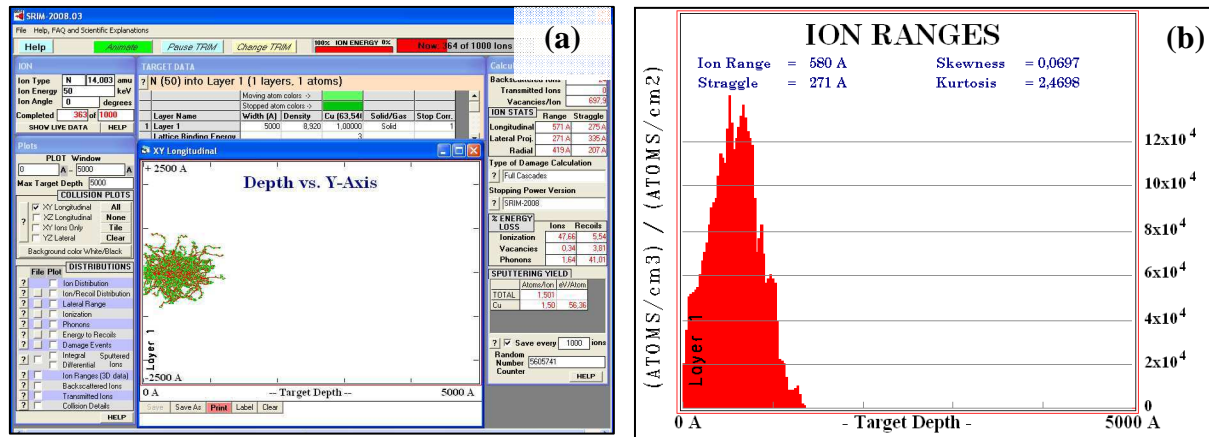 SRIM-2008.03
(a)
File Help, FAQ and Scientific Explanations
Help Animate Pause TRIM Change TRIM 100% ION ENERGY 0% Now: 364 of 1000 Ions
ION
Ion Type N 14,003 amu
Ion Energy 50 keV
Ion Angle 0 degrees
Completed 363 of 1000
SHOW LIVE DATA HELP
TARGET DATA
? N (50) into Layer 1 (1 layers, 1 atoms)
Moving atom colors ->
Stopped atom colors ->
Layer Name Width [A] Density Cu (63,546 Solid/Gas Stop Corr.
1 Layer 1 5000 8,920 1,00000 Solid 1
Lattice Binding Energy 3
Plots
PLOT Window
0 A - 5000 A
Max Target Depth 5000
COLLISION PLOTS
? XY Longitudinal All
XZ Longitudinal None
XY Ions Only Tile
YZ Lateral Clear
Background color White/Black
File Plot DISTRIBUTIONS
? Ion Distribution
? Ion/Recoil Distribution
? Lateral Range
? Ionization
? Phonons
? Energy to Recoils
? Damage Events
? Integral Sputtered
Differential Ions
? Ion Ranges (3D data)
? Backscattered Ions
? Transmitted Ions
? Collision Details
HELP
XY Longitudinal
+ 2500 A
Depth vs. Y-Axis
Layer 1
-2500 A
0 A -- Target Depth -- 5000 A
Save Save As Print Label Clear
Backscattered Ions
Transmitted Ions 0
Vacancies/Ion 697,9
ION STATS Range Straggle
Longitudinal 571 A 275 A
Lateral Proj. 271 A 335 A
Radial 419 A 207 A
Type of Damage Calculation
? Full Cascades
Stopping Power Version
? SRIM-2008
% ENERGY LOSS Ions Recoils
Ionization 47,66 5,54
Vacancies 0,34 3,81
Phonons 1,64 41,01
SPUTTERING YIELD
Atoms/Ion eV/Atom
TOTAL 1,501
Cu 1,50 56,36
? Save every 1000 ions
Random
Number 5605741
Counter
HELP
ION RANGES
(b)
Ion Range = 580 A Skewness = 0,0697
Straggle = 271 A Kurtosis = 2,4698
(ATOMS/cm3) / (ATOMS/cm2)
12x10⁴
10x10⁴
8x10⁴
6x10⁴
4x10⁴
2x10⁴
0
Layer 1
0 A - Target Depth - 5000 A